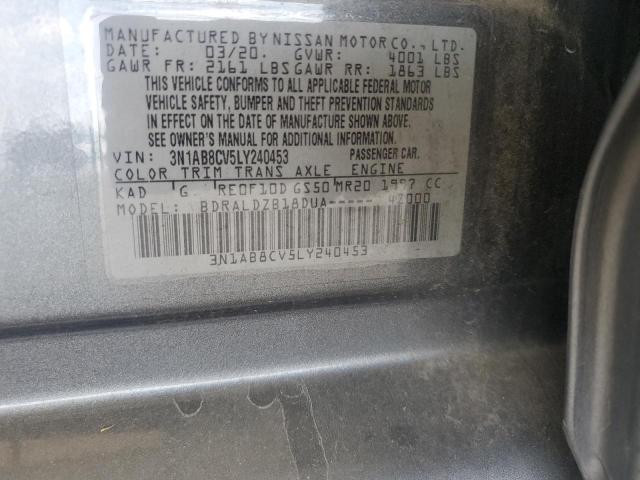 MANUFACTURED BY NISSAN MOTOR CO., LTD.
DATE: 03/20. GVWR: 4001 LBS
GAWR FR: 2161 LBS GAWR RR: 1863 LBS
THIS VEHICLE CONFORMS TO ALL APPLICABLE FEDERAL MOTOR
VEHICLE SAFETY, BUMPER AND THEFT PREVENTION STANDARDS
IN EFFECT ON THE DATE OF MANUFACTURE SHOWN ABOVE.
SEE OWNER'S MANUAL FOR ADDITIONAL INFORMATION.
VIN: 3N1AB8CV5LY240453 PASSENGER CAR.
COLOR TRIM TRANS AXLE ENGINE
KAD G RE0F10D GS50 MR20 1997 CC
MODEL: BDRALDZB18DUA----- 4Z000
3N1AB8CV5LY240453